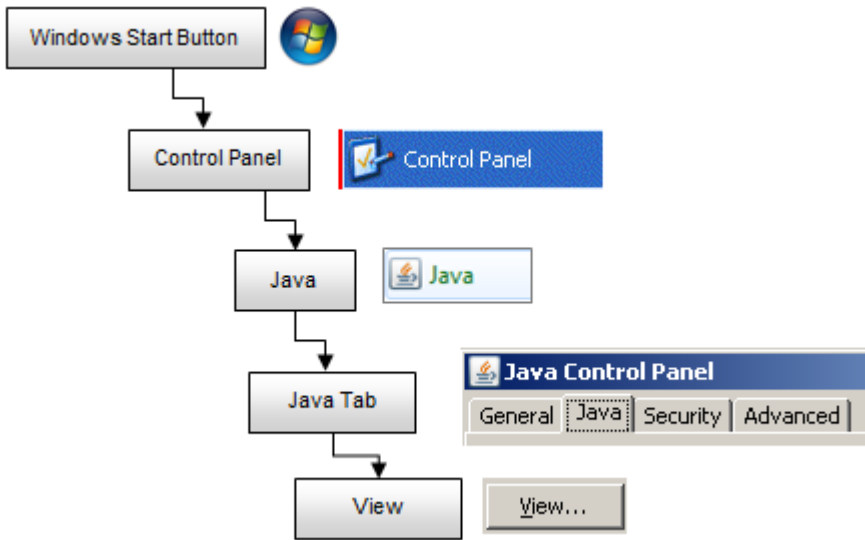 Windows Start Button
Control Panel
Control Panel
Java
Java
Java Tab
Java Control Panel
General Java Security Advanced
View
View...